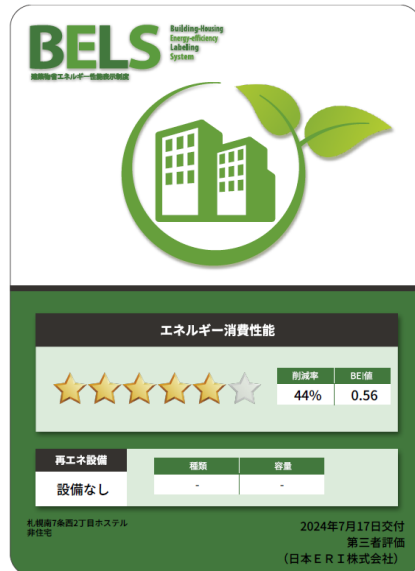 BELS
Building-Housing
Energy-efficiency
Labeling
System
建築物省エネルギー性能表示制度
エネルギー消費性能
削減率 BEI値
44% 0.56
再エネ設備 種類 容量
設備なし - -
札幌南7条西2丁目ホステル
非住宅
2024年7月17日交付
第三者評価
（日本ＥＲＩ株式会社）